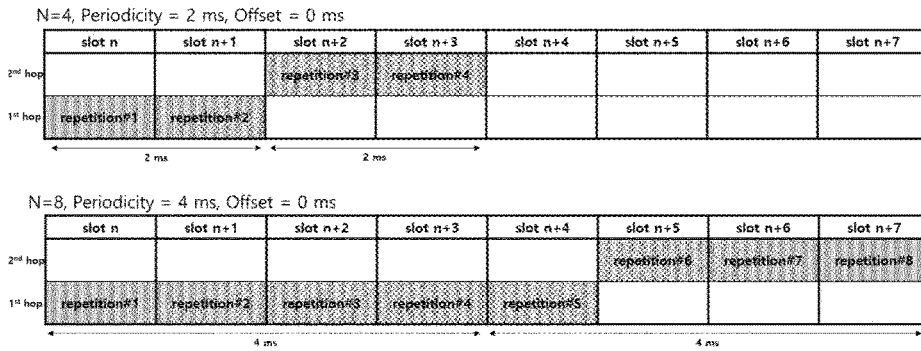 N=4, Periodicity = 2 ms, Offset = 0 ms
slot n slot n+1 slot n+2 slot n+3 slot n+4 slot n+5 slot n+6 slot n+7
2nd hop repetition#3 repetition#4
1st hop repetition#1 repetition#2
2 ms 2 ms
N=8, Periodicity = 4 ms, Offset = 0 ms
slot n slot n+1 slot n+2 slot n+3 slot n+4 slot n+5 slot n+6 slot n+7
2nd hop repetition#6 repetition#7 repetition#8
1st hop repetition#1 repetition#2 repetition#3 repetition#4 repetition#5
4 ms 4 ms